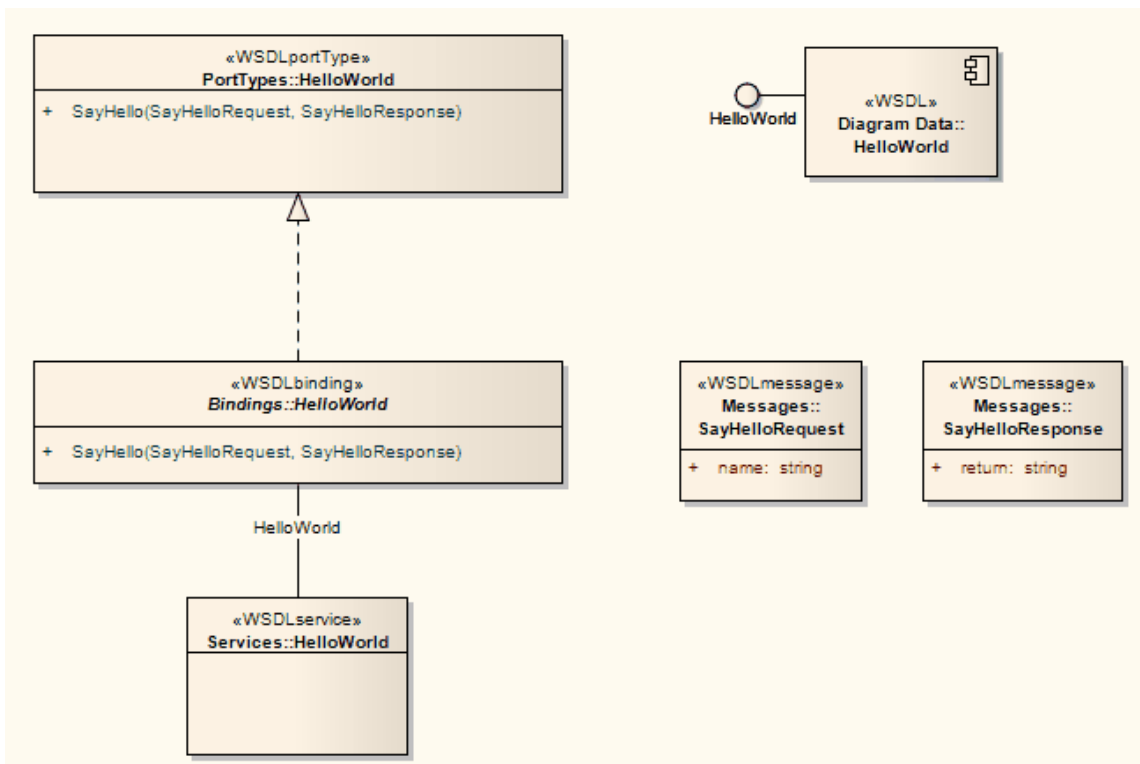 «WSDLportType»
PortTypes::HelloWorld
+ SayHello(SayHelloRequest, SayHelloResponse)
HelloWorld
«WSDL»
Diagram Data::
HelloWorld
«WSDLbinding»
Bindings::HelloWorld
+ SayHello(SayHelloRequest, SayHelloResponse)
«WSDLmessage»
Messages::
SayHelloRequest
+ name: string
«WSDLmessage»
Messages::
SayHelloResponse
+ return: string
HelloWorld
«WSDLservice»
Services::HelloWorld